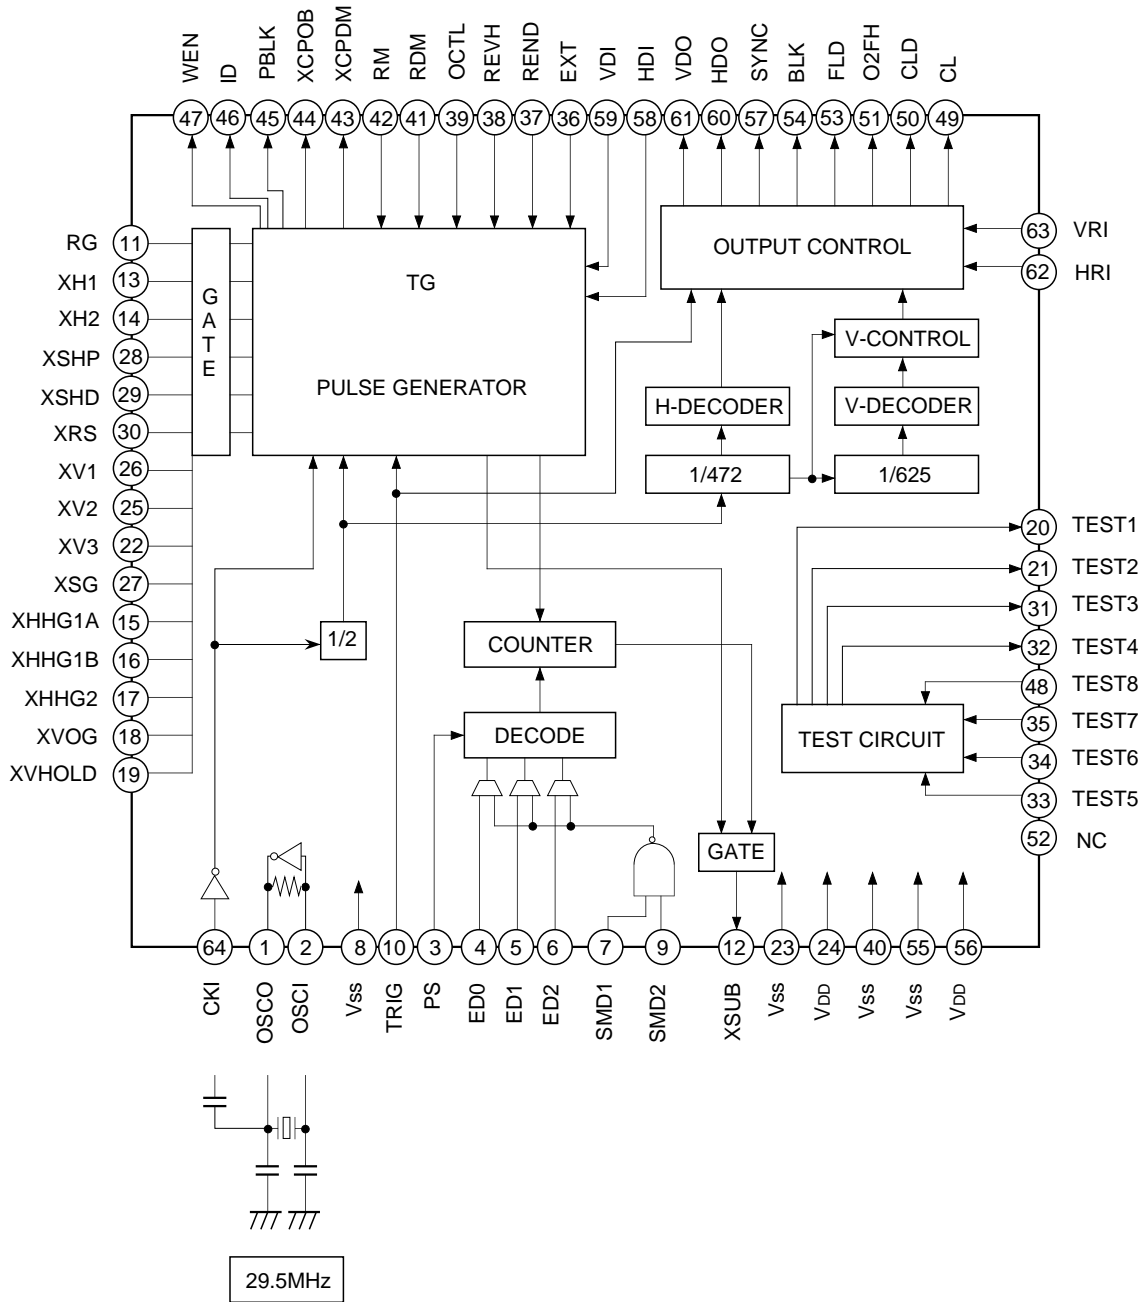 WEN
ID
PBLK
XCPOB
XCPDM
RM
RDM
OCTL
REVH
REND
EXT
VDI
HDI
VDO
HDO
SYNC
BLK
FLD
O2FH
CLD
CL
47
46
45
44
43
42
41
39
38
37
36
59
58
61
60
57
54
53
51
50
49
RG 11
XH1 13
XH2 14
XSHP 28
XSHD 29
XRS 30
XV1 26
XV2 25
XV3 22
XSG 27
XHHG1A 15
XHHG1B 16
XHHG2 17
XVOG 18
XVHOLD 19
GATE
TG
PULSE GENERATOR
OUTPUT CONTROL
63 VRI
62 HRI
V-CONTROL
H-DECODER
V-DECODER
1/472
1/625
20 TEST1
21 TEST2
31 TEST3
32 TEST4
48 TEST8
35 TEST7
34 TEST6
33 TEST5
52 NC
1/2
COUNTER
DECODE
TEST CIRCUIT
GATE
64
1
2
8
10
3
4
5
6
7
9
12
23
24
40
55
56
CKI
OSCO
OSCI
Vss
TRIG
PS
ED0
ED1
ED2
SMD1
SMD2
XSUB
Vss
VDD
Vss
Vss
VDD
29.5MHz